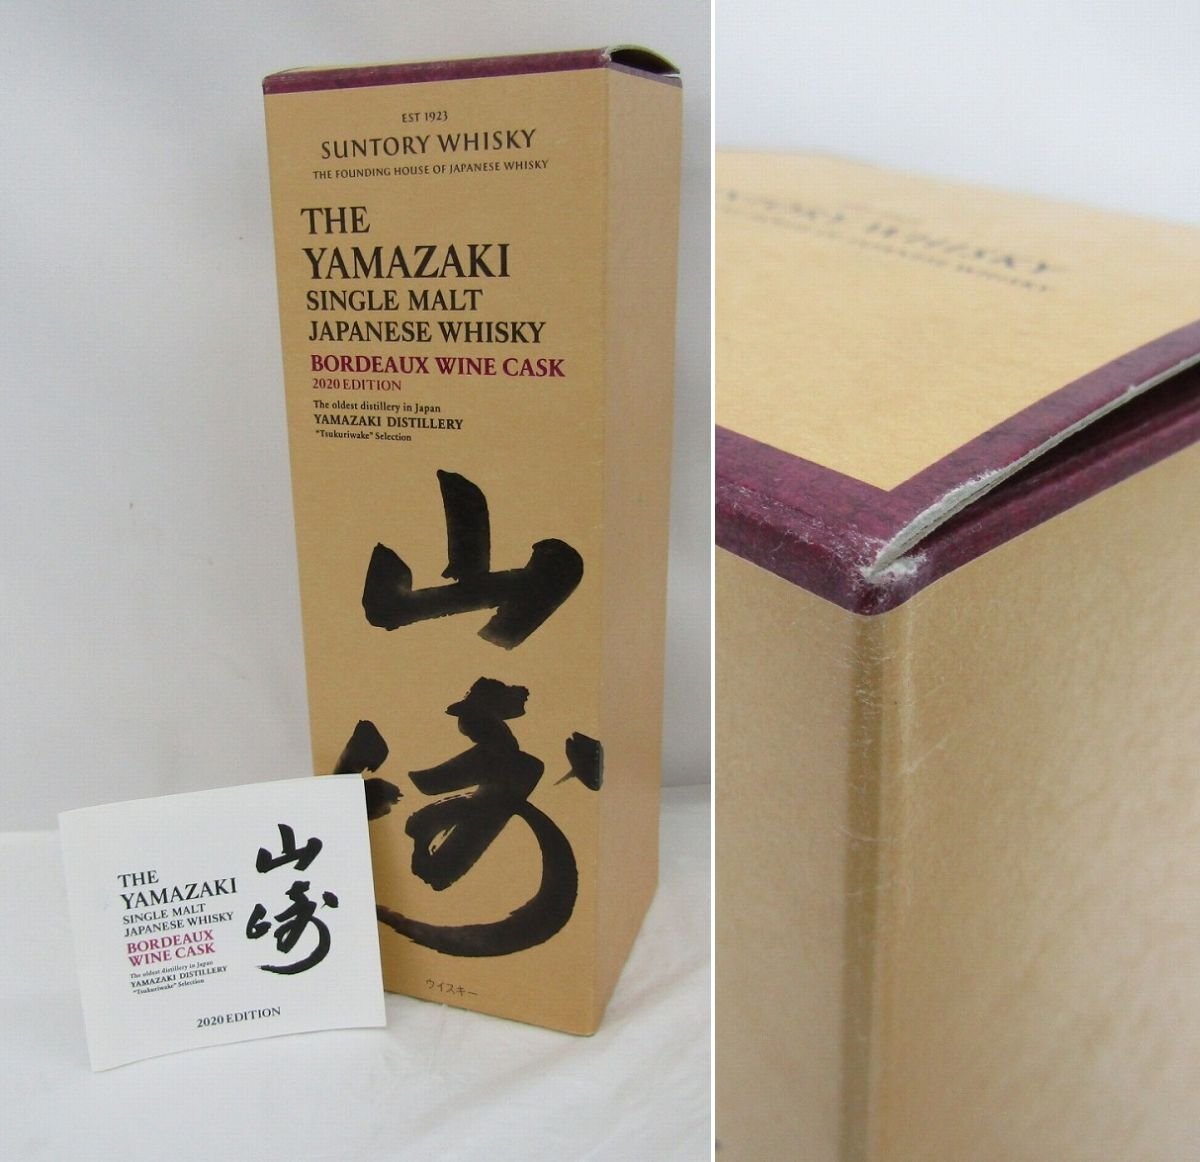 EST 1923
SUNTORY WHISKY
THE FOUNDING HOUSE OF JAPANESE WHISKY
THE
YAMAZAKI
SINGLE MALT
JAPANESE WHISKY
BORDEAUX WINE CASK
2020 EDITION
The oldest distillery in Japan
YAMAZAKI DISTILLERY
"Tsukuriwake" Selection
山崎
ウイスキー
THE
YAMAZAKI
SINGLE MALT
JAPANESE WHISKY
BORDEAUX
WINE CASK
The oldest distillery in Japan
YAMAZAKI DISTILLERY
"Tsukuriwake" Selection
山崎
2020 EDITION
WHISKY
WHISKY